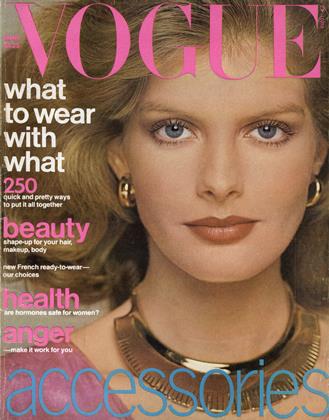 VOGUE
what
to wear
with
what
250
quick and pretty ways
to put it all together
beauty
shape-up for your hair,
makeup, body
new French ready-to-wear—
our choices
health
are hormones safe for women?
anger
—make it work for you
accessories